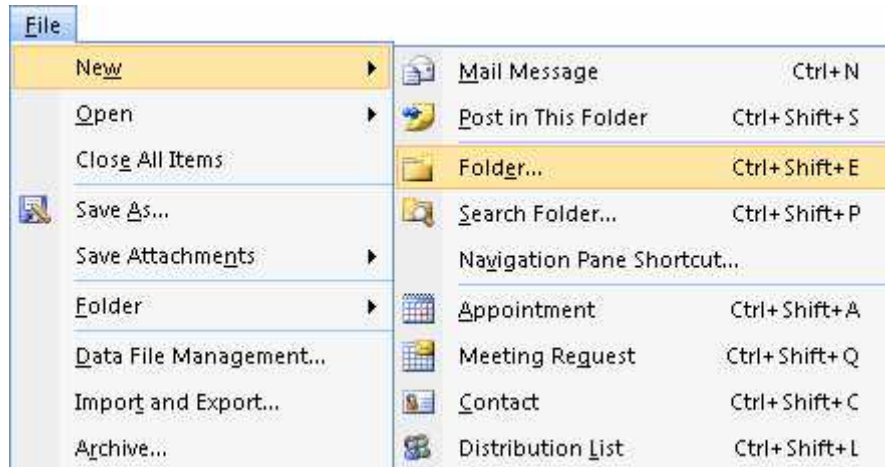 File
New
Open
Close All Items
Save As...
Save Attachments
Folder
Data File Management...
Import and Export...
Archive...
Mail Message Ctrl+N
Post in This Folder Ctrl+Shift+S
Folder... Ctrl+Shift+E
Search Folder... Ctrl+Shift+P
Navigation Pane Shortcut...
Appointment Ctrl+Shift+A
Meeting Request Ctrl+Shift+Q
Contact Ctrl+Shift+C
Distribution List Ctrl+Shift+L